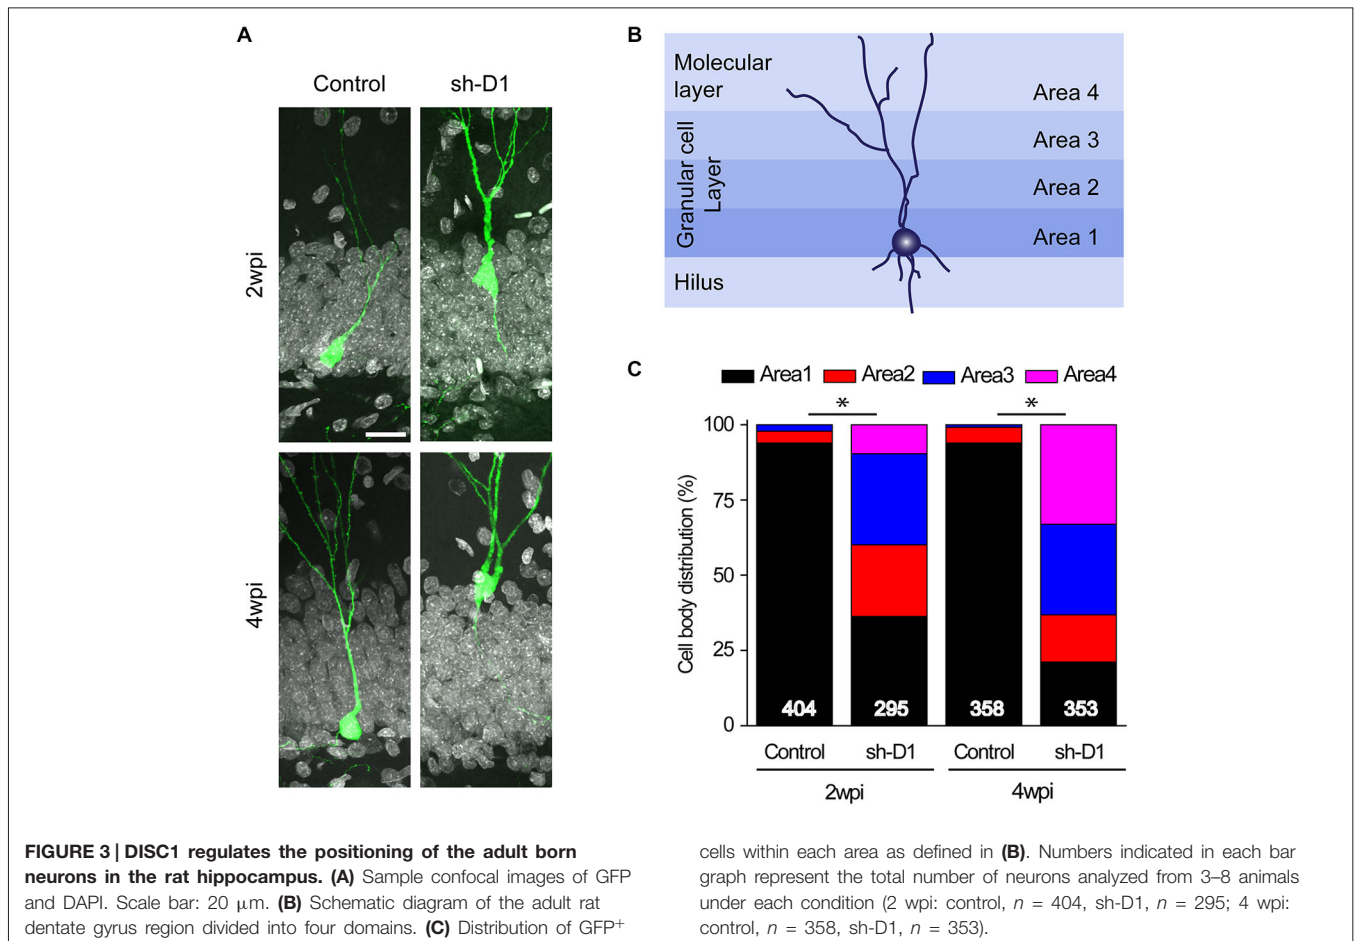 A
Control
sh-D1
2wpi
4wpi
B
Molecular
layer
Granular cell
Layer
Hilus
Area 4
Area 3
Area 2
Area 1
C
Area1
Area2
Area3
Area4
*
*
Cell body distribution (%)
100
75
50
25
0
404
295
358
353
Control
sh-D1
Control
sh-D1
2wpi
4wpi
FIGURE 3 | DISC1 regulates the positioning of the adult born
neurons in the rat hippocampus. (A) Sample confocal images of GFP
and DAPI. Scale bar: 20 μm. (B) Schematic diagram of the adult rat
dentate gyrus region divided into four domains. (C) Distribution of GFP⁺
cells within each area as defined in (B). Numbers indicated in each bar
graph represent the total number of neurons analyzed from 3–8 animals
under each condition (2 wpi: control, n = 404, sh-D1, n = 295; 4 wpi:
control, n = 358, sh-D1, n = 353).